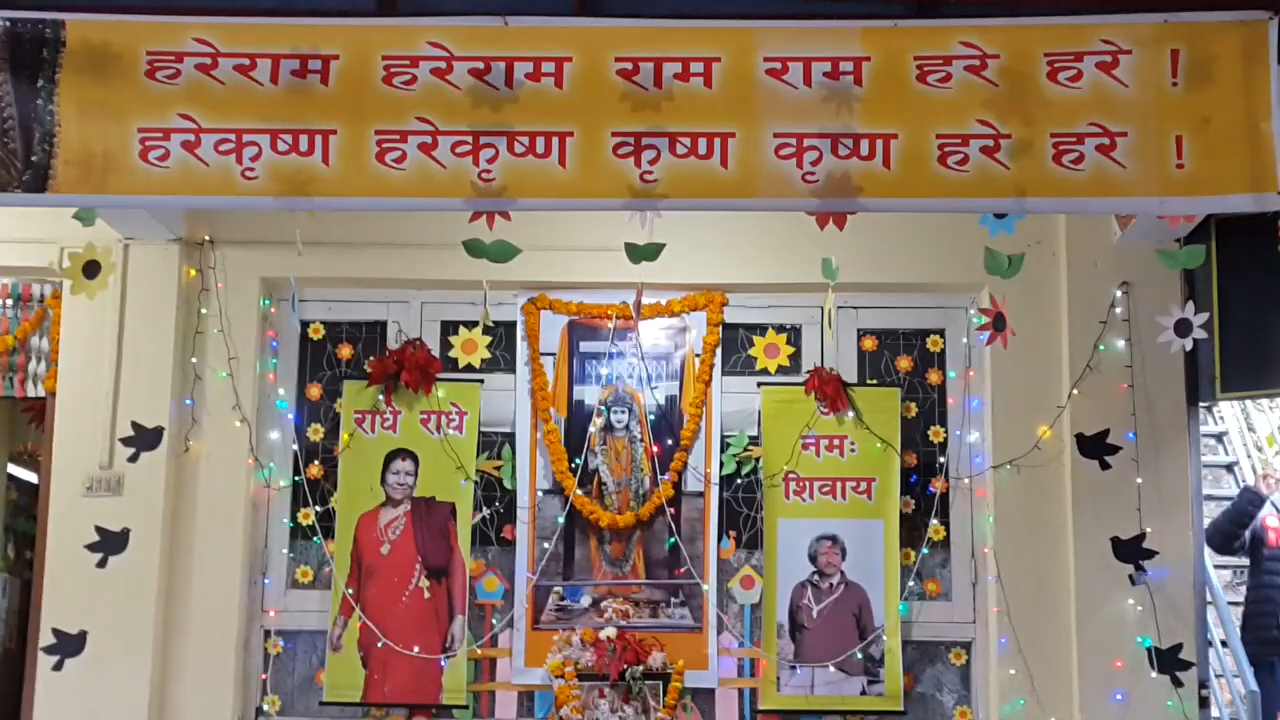 हरेराम हरेराम राम राम हरे हरे !
हरेकृष्ण हरेकृष्ण कृष्ण कृष्ण हरे हरे !
राधे राधे
नमः
शिवाय